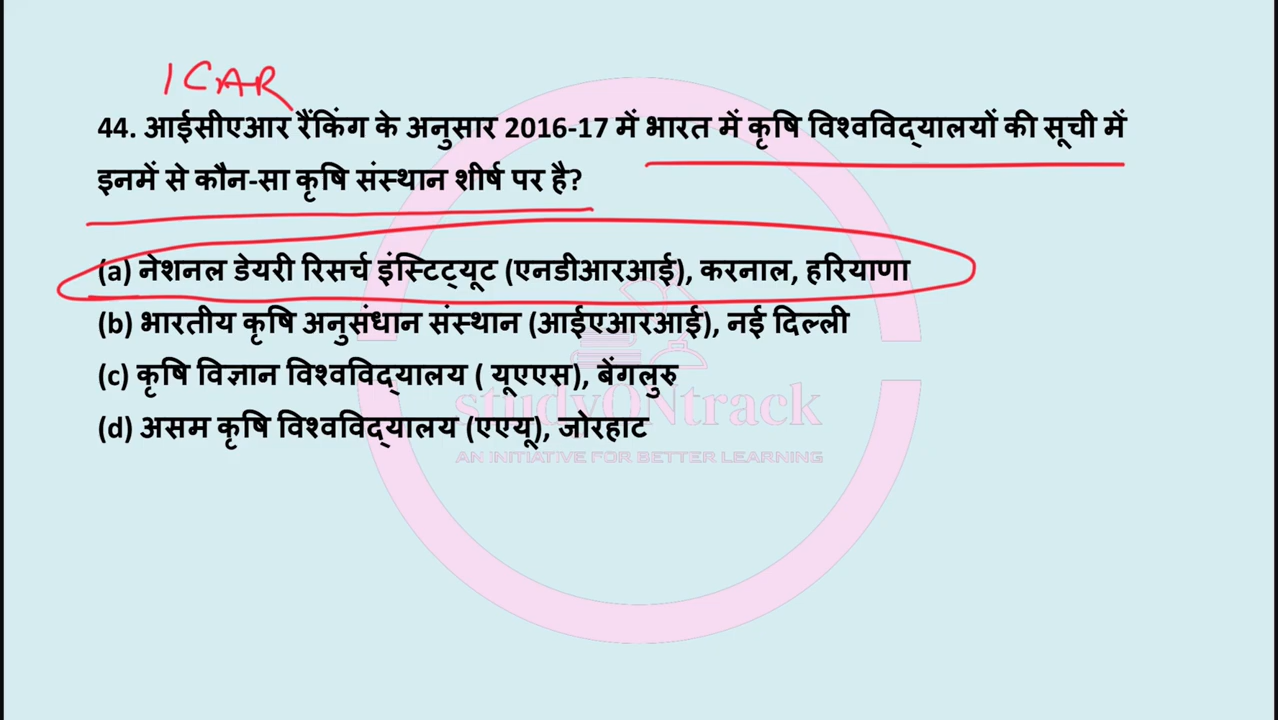 ICAR
44. आईसीएआर रैंकिंग के अनुसार 2016-17 में भारत में कृषि विश्वविद्यालयों की सूची में
इनमें से कौन-सा कृषि संस्थान शीर्ष पर है?
(a) नेशनल डेयरी रिसर्च इंस्टिट्यूट (एनडीआरआई), करनाल, हरियाणा
(b) भारतीय कृषि अनुसंधान संस्थान (आईएआरआई), नई दिल्ली
(c) कृषि विज्ञान विश्वविद्यालय ( यूएएस), बेंगलुरु
studyONtrack
(d) असम कृषि विश्वविद्यालय (एएयू), जोरहाट
AN INITIATIVE FOR BETTER LEARNING